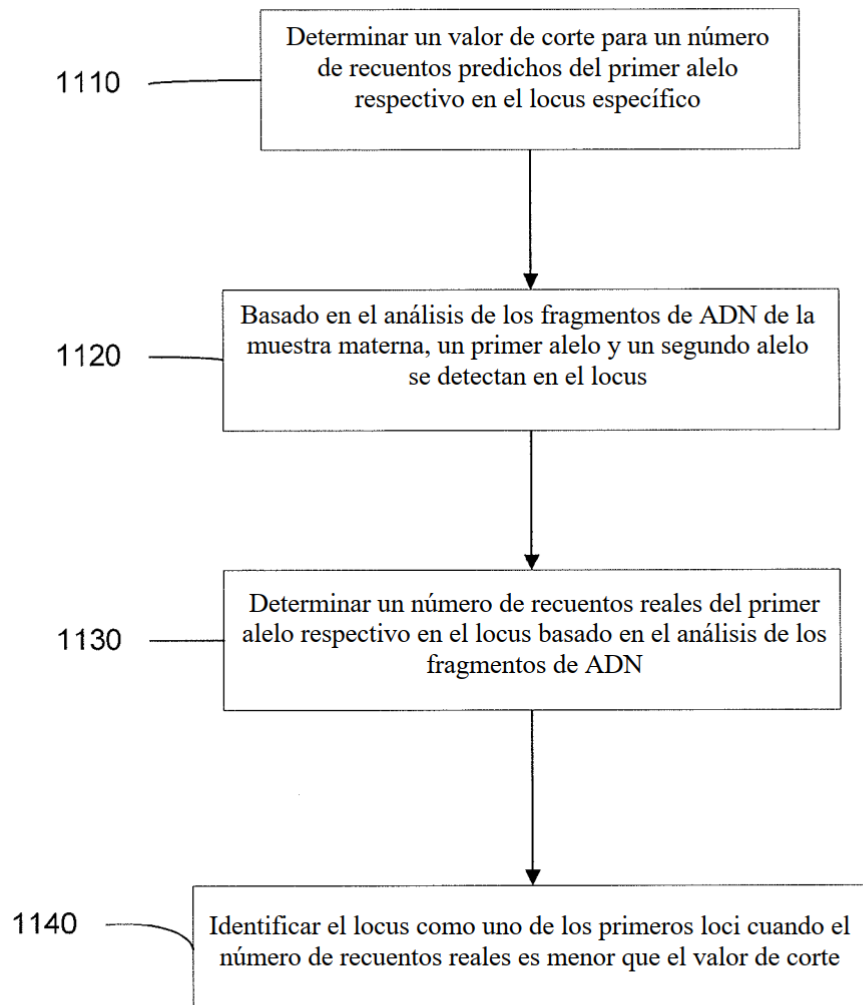 Determinar un valor de corte para un número
de recuentos predichos del primer alelo
respectivo en el locus específico
1110
Basado en el análisis de los fragmentos de ADN de la
muestra materna, un primer alelo y un segundo alelo
se detectan en el locus
1120
Determinar un número de recuentos reales del primer
alelo respectivo en el locus basado en el análisis de los
fragmentos de ADN
1130
Identificar el locus como uno de los primeros loci cuando el
número de recuentos reales es menor que el valor de corte
1140